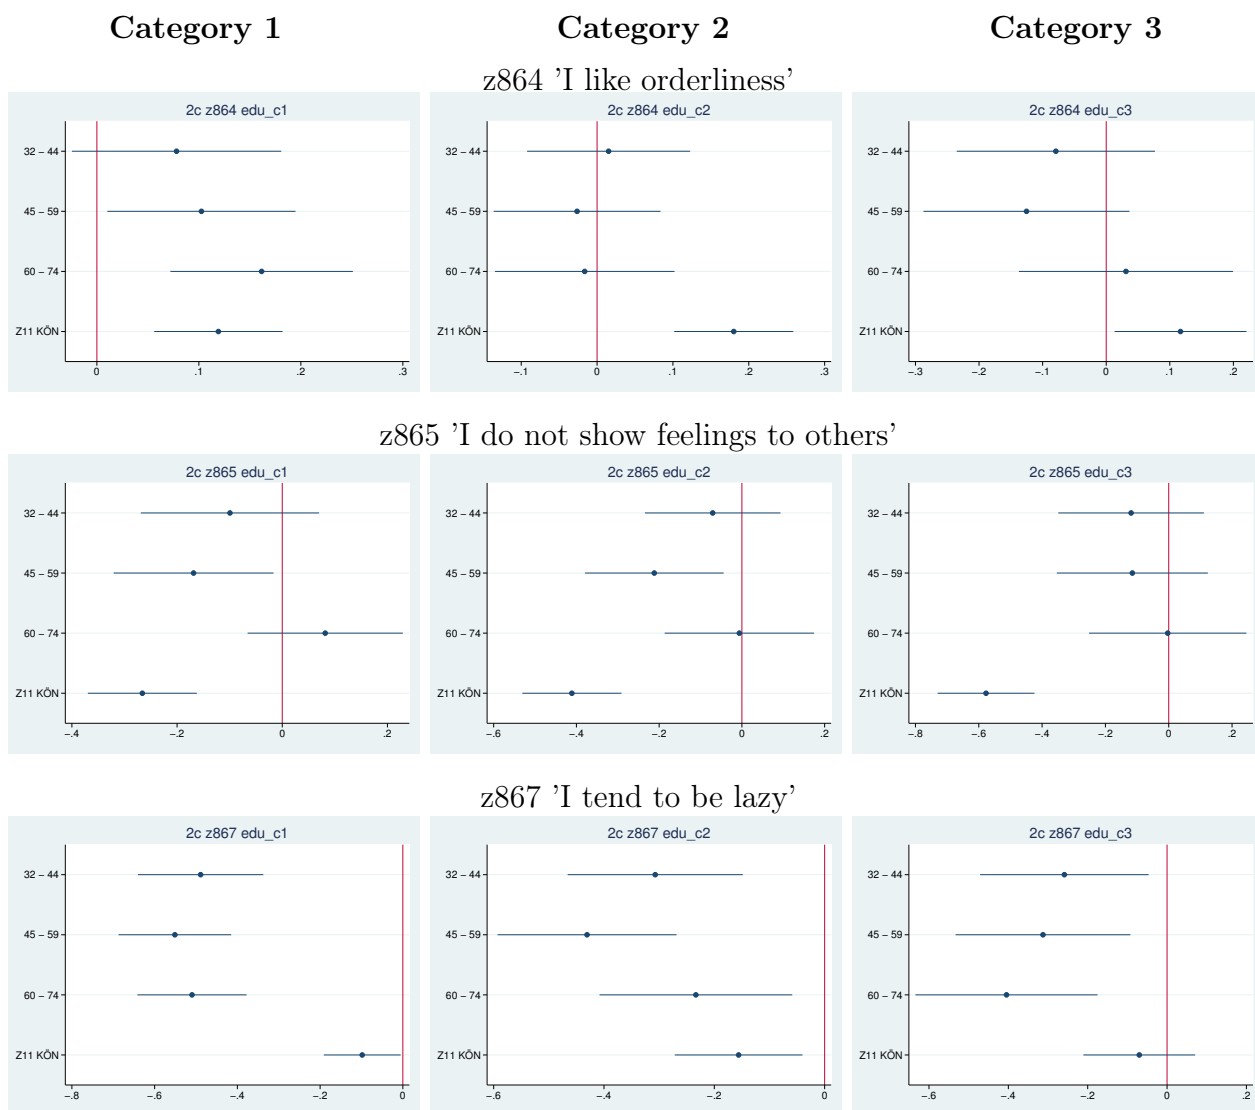 Category 1 Category 2 Category 3
z864 'I like orderliness'
2c z864 edu_c1 2c z864 edu_c2 2c z864 edu_c3
32 – 44 32 – 44 32 – 44
45 – 59 45 – 59 45 – 59
60 – 74 60 – 74 60 – 74
Z11 KÖN Z11 KÖN Z11 KÖN
0 .1 .2 .3 –.1 0 .1 .2 .3 –.3 –.2 –.1 0 .1 .2
z865 'I do not show feelings to others'
2c z865 edu_c1 2c z865 edu_c2 2c z865 edu_c3
32 – 44 32 – 44 32 – 44
45 – 59 45 – 59 45 – 59
60 – 74 60 – 74 60 – 74
Z11 KÖN Z11 KÖN Z11 KÖN
–.4 –.2 0 .2 –.6 –.4 –.2 0 .2 –.8 –.6 –.4 –.2 0 .2
z867 'I tend to be lazy'
2c z867 edu_c1 2c z867 edu_c2 2c z867 edu_c3
32 – 44 32 – 44 32 – 44
45 – 59 45 – 59 45 – 59
60 – 74 60 – 74 60 – 74
Z11 KÖN Z11 KÖN Z11 KÖN
–.8 –.6 –.4 –.2 0 –.6 –.4 –.2 0 –.6 –.4 –.2 0 .2